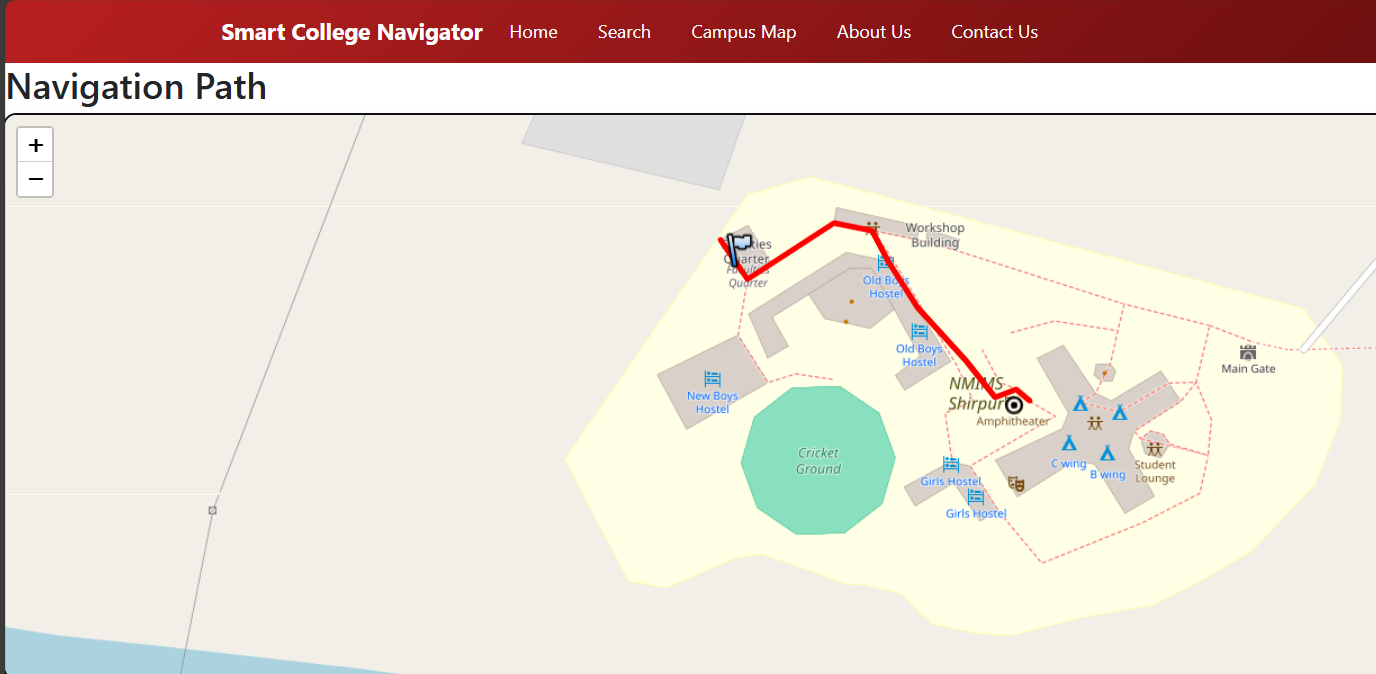 Smart College Navigator Home Search Campus Map About Us Contact Us
Navigation Path
+
−
Workshop
Building
Quarter
Faculties
Quarter
Old Boys
Hostel
Old Boys
Hostel
Main Gate
New Boys
Hostel
NMIMS
Shirpur
Amphitheater
Cricket
Ground
C wing
B wing
Student
Lounge
Girls Hostel
Girls Hostel